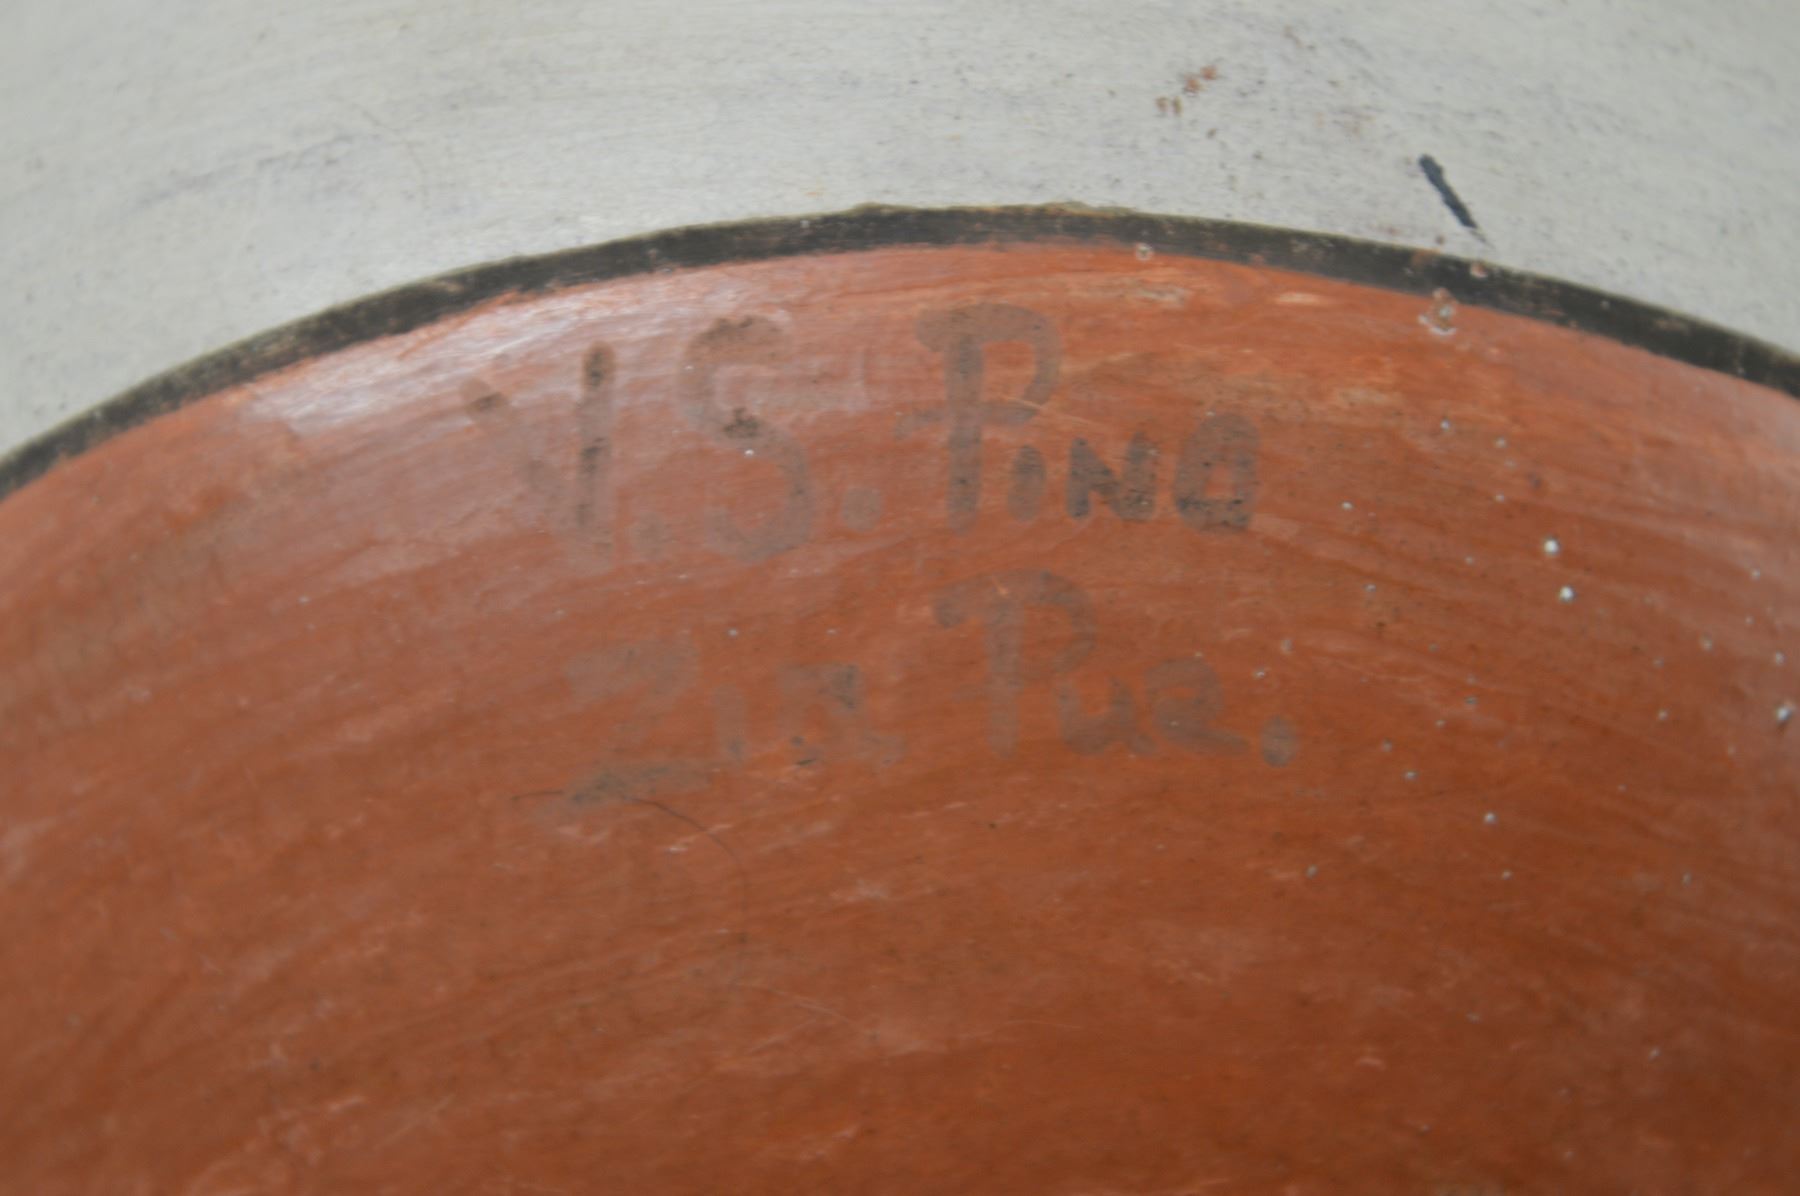 V.S. Pino
Zia Pue.